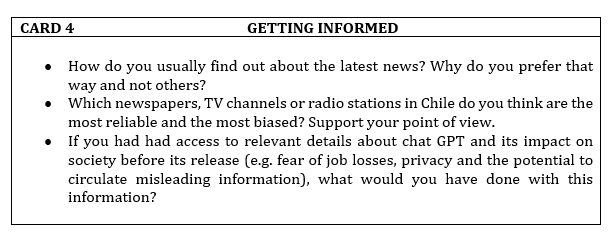 CARD 4 GETTING INFORMED
• How do you usually find out about the latest news? Why do you prefer that
way and not others?
• Which newspapers, TV channels or radio stations in Chile do you think are the
most reliable and the most biased? Support your point of view.
• If you had had access to relevant details about chat GPT and its impact on
society before its release (e.g. fear of job losses, privacy and the potential to
circulate misleading information), what would you have done with this
information?